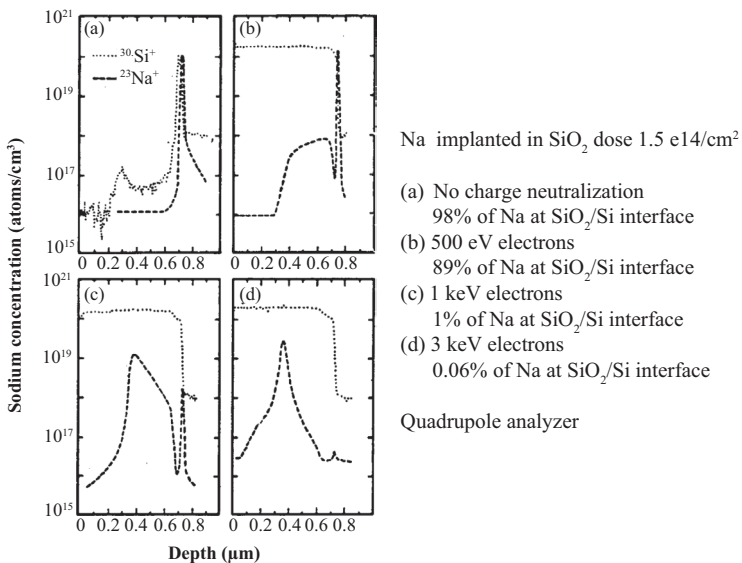 10²¹
10¹⁹
10¹⁷
10¹⁵
(a)
³⁰·Si⁺
²³Na⁺
(b)
0 0.2 0.4 0.6 0.8
0 0.2 0.4 0.6 0.8
10²¹
10¹⁹
10¹⁷
10¹⁵
(c)
(d)
0 0.2 0.4 0.6 0.8
0 0.2 0.4 0.6 0.8
Sodium concentration (atoms/cm³)
Depth (µm)
Na implanted in SiO₂ dose 1.5 e14/cm²
(a) No charge neutralization
98% of Na at SiO₂/Si interface
(b) 500 eV electrons
89% of Na at SiO₂/Si interface
(c) 1 keV electrons
1% of Na at SiO₂/Si interface
(d) 3 keV electrons
0.06% of Na at SiO₂/Si interface
Quadrupole analyzer